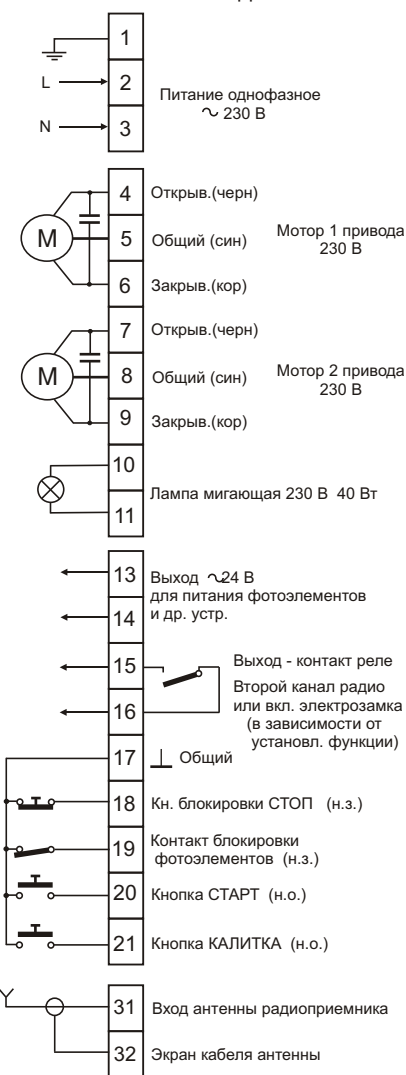 1
L 2
Питание однофазное
~ 230 В
N 3
4 Открыв.(черн)
М 5 Общий (син) Мотор 1 привода
230 В
6 Закрыв.(кор)
7 Открыв.(черн)
М 8 Общий (син) Мотор 2 привода
230 В
9 Закрыв.(кор)
10
Лампа мигающая 230 В 40 Вт
11
13 Выход ~24 В
для питания фотоэлементов
14 и др. устр.
15 Выход - контакт реле
Второй канал радио
16 или вкл. электрозамка
(в зависимости от
установл. функции)
17 Общий
18 Кн. блокировки СТОП (н.з.)
19 Контакт блокировки
фотоэлементов (н.з.)
20 Кнопка СТАРТ (н.о.)
21 Кнопка КАЛИТКА (н.о.)
31 Вход антенны радиоприемника
32 Экран кабеля антенны